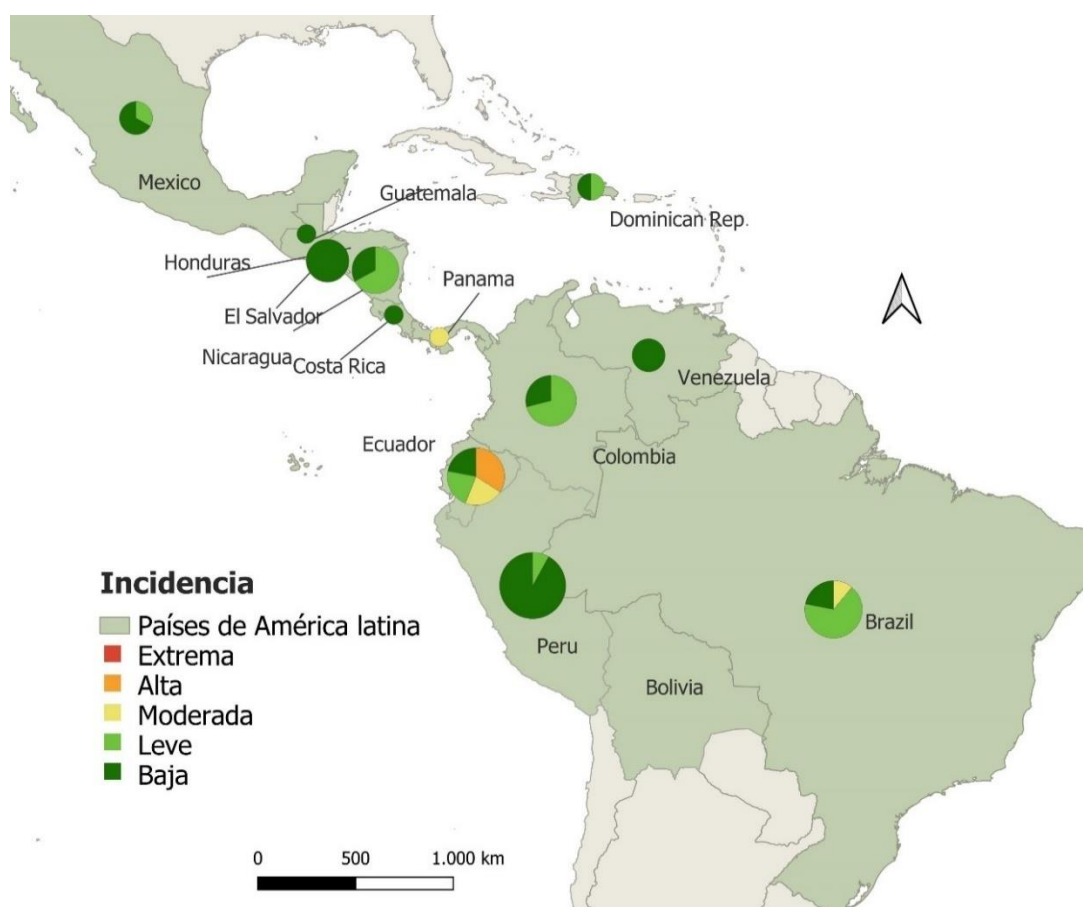 Mexico
Guatemala
Dominican Rep.
Honduras
Panama
El Salvador
Nicaragua
Costa Rica
Venezuela
Ecuador
Colombia
Peru
Brazil
Bolivia
Incidencia
Países de América latina
Extrema
Alta
Moderada
Leve
Baja
0 500 1.000 km